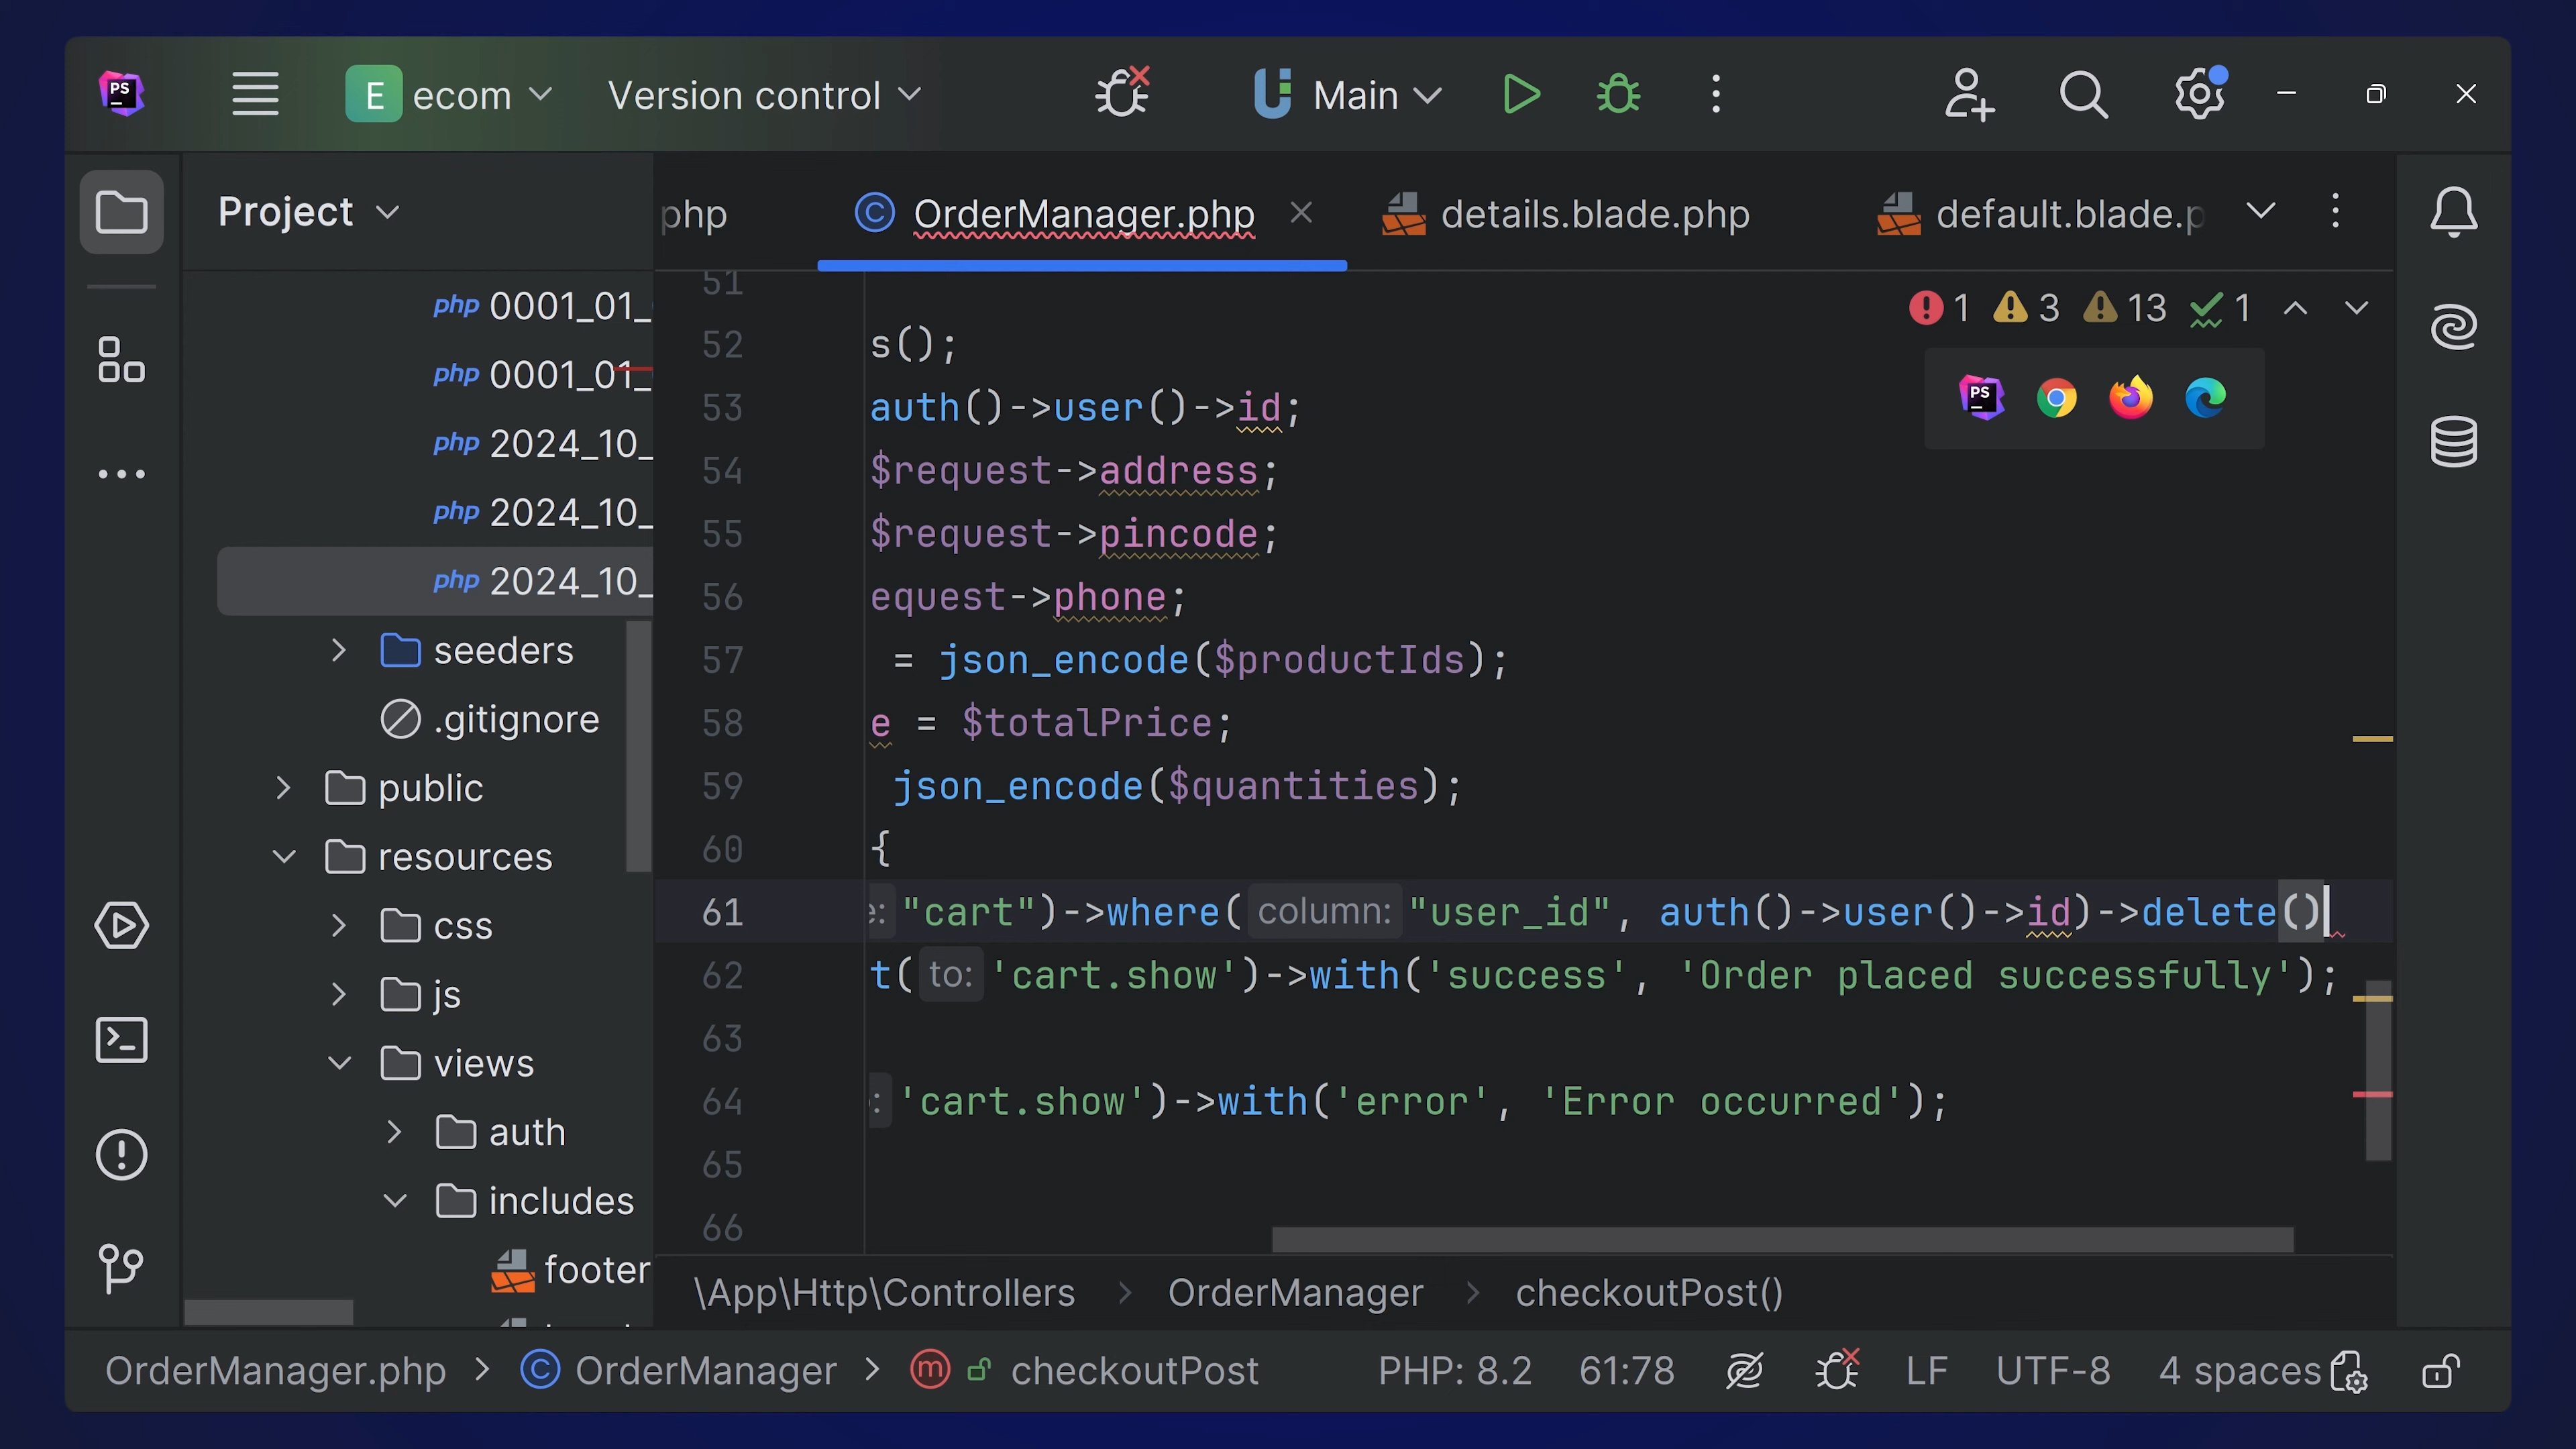 PS
E ecom Version control Main
Project
php OrderManager.php details.blade.php default.blade.p
php 0001_01_
php 0001_01_
php 2024_10_
php 2024_10_
php 2024_10_
seeders
.gitignore
public
resources
css
js
views
auth
includes
footer
1 3 13 1
PS
51
52 s();
53 auth()->user()->id;
54 $request->address;
55 $request->pincode;
56 equest->phone;
57 = json_encode($productIds);
58 e = $totalPrice;
59 json_encode($quantities);
60 {
61 e: "cart")->where( column: "user_id", auth()->user()->id)->delete()
62 t( to: 'cart.show')->with('success', 'Order placed successfully');
63
64 : 'cart.show')->with('error', 'Error occurred');
65
66
\App\Http\Controllers OrderManager checkoutPost()
OrderManager.php C OrderManager m checkoutPost PHP: 8.2 61:78 LF UTF-8 4 spaces